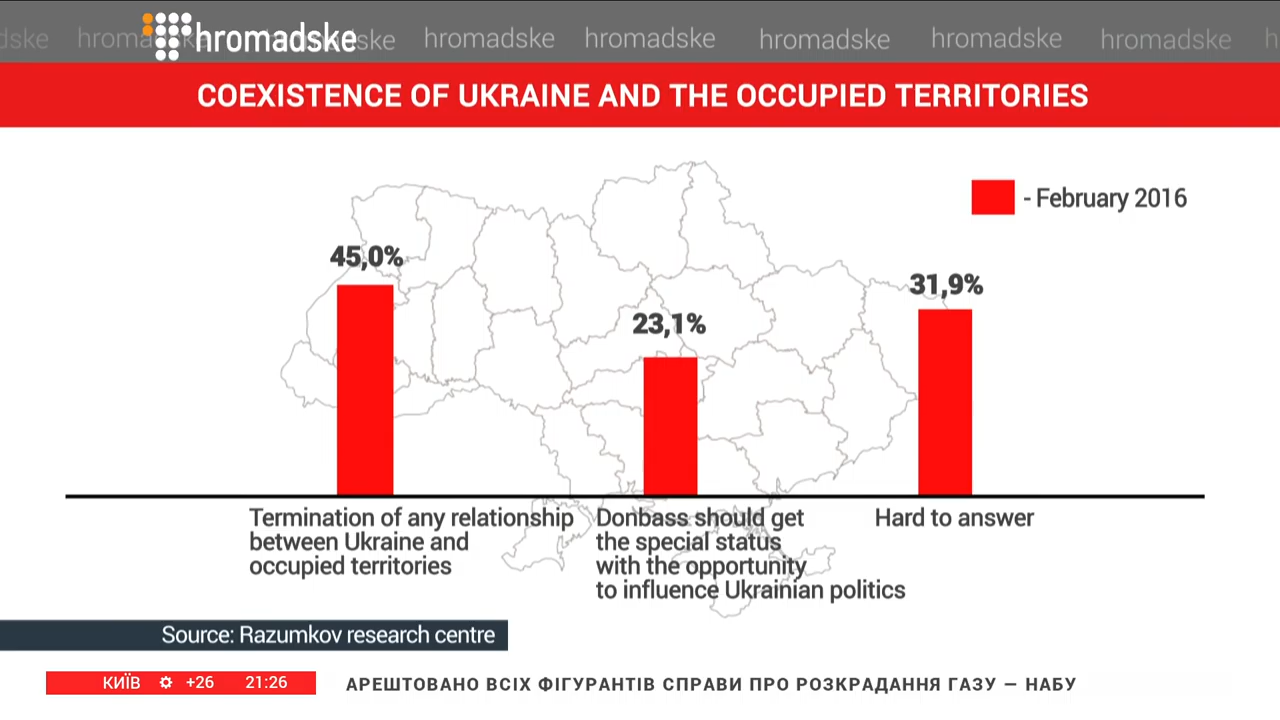 dske hromadske hromadske hromadske hromadske hromadske hromadske hromadske
hromadske
COEXISTENCE OF UKRAINE AND THE OCCUPIED TERRITORIES
- February 2016
45,0%
23,1%
31,9%
Termination of any relationship
between Ukraine and
occupied territories
Donbass should get
the special status
with the opportunity
to influence Ukrainian politics
Hard to answer
Source: Razumkov research centre
КИЇВ +26 21:26
АРЕШТОВАНО ВСІХ ФІГУРАНТІВ СПРАВИ ПРО РОЗКРАДАННЯ ГАЗУ — НАБУ